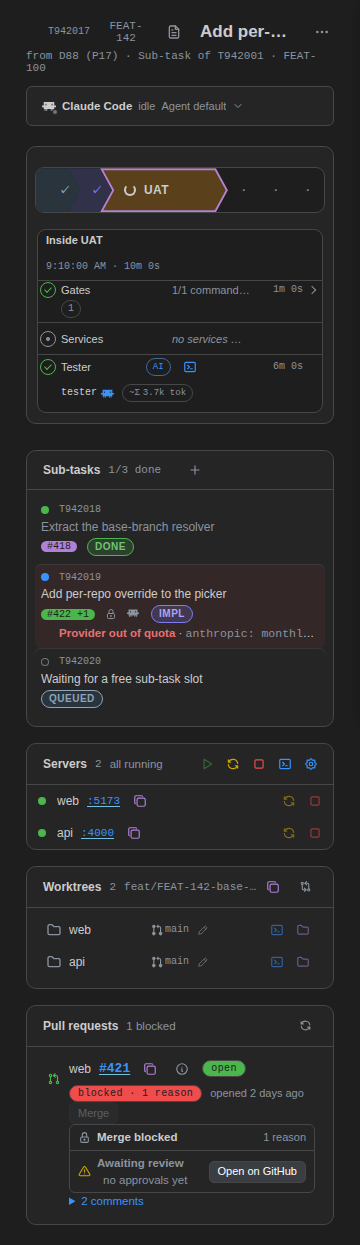 T942017 FEAT-142 Add per-…
from D88 (P17) · Sub-task of T942001 · FEAT-100
Claude Code idle Agent default
✓ ✓ UAT · · ·
Inside UAT
9:10:00 AM · 10m 0s
Gates 1/1 command… 1m 0s
1
Services no services …
Tester AI 6m 0s
tester ~Σ 3.7k tok
Sub-tasks 1/3 done +
T942018
Extract the base-branch resolver
#418 DONE
T942019
Add per-repo override to the picker
#422 +1 IMPL
Provider out of quota · anthropic: monthl…
T942020
Waiting for a free sub-task slot
QUEUED
Servers 2 all running
web :5173
api :4000
Worktrees 2 feat/FEAT-142-base-…
web main
api main
Pull requests 1 blocked
web #421 open
blocked · 1 reason opened 2 days ago
Merge
Merge blocked 1 reason
Awaiting review
no approvals yet
Open on GitHub
2 comments